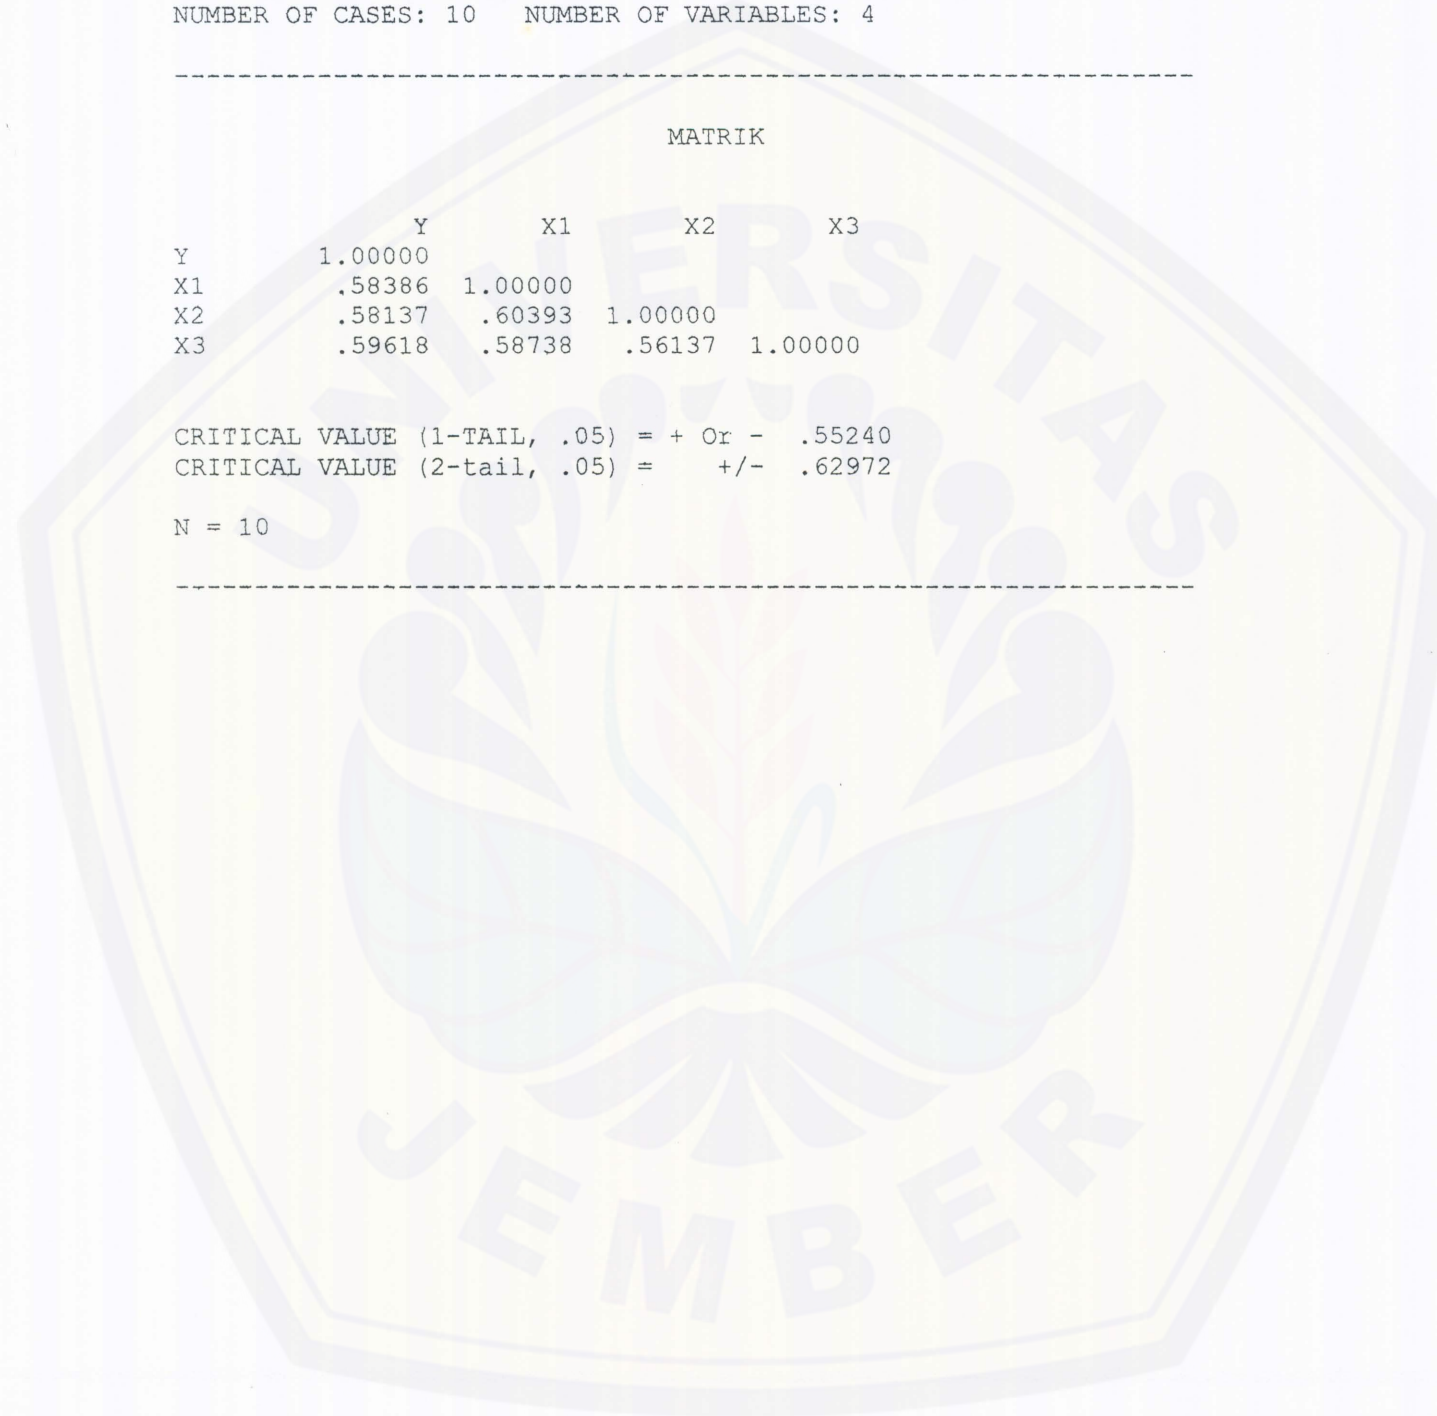 NUMBER OF CASES: 10   NUMBER OF VARIABLES: 4
----------------------------------------------------------------
MATRIK
Y X1 X2 X3
Y 1.00000
X1 .58386 1.00000
X2 .58137 .60393 1.00000
X3 .59618 .58738 .56137 1.00000
CRITICAL VALUE (1-TAIL, .05) = + Or - .55240
CRITICAL VALUE (2-tail, .05) = +/- .62972
N = 10
----------------------------------------------------------------
UNIVERSITAS
JEMBER